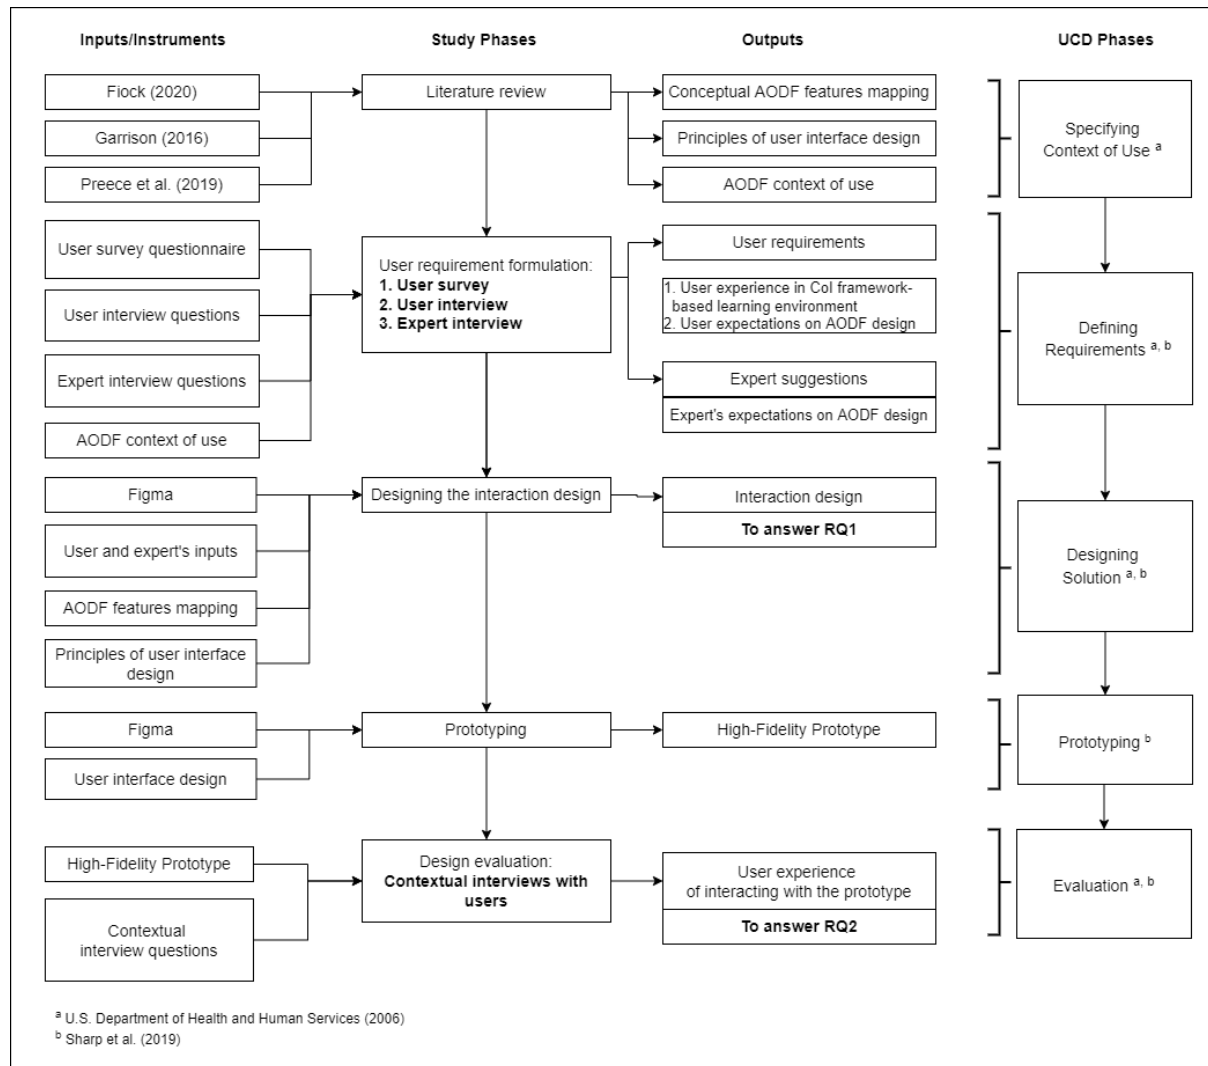 Inputs/Instruments
Study Phases
Outputs
UCD Phases
Fiock (2020)
Literature review
Conceptual AODF features mapping
Garrison (2016)
Principles of user interface design
Preece et al. (2019)
AODF context of use
Specifying
Context of Use a
User survey questionnaire
User interview questions
Expert interview questions
AODF context of use
User requirement formulation:
1. User survey
2. User interview
3. Expert interview
User requirements
1. User experience in CoI framework-
based learning environment
2. User expectations on AODF design
Expert suggestions
Expert's expectations on AODF design
Defining
Requirements a, b
Figma
User and expert's inputs
AODF features mapping
Principles of user interface
design
Designing the interaction design
Interaction design
To answer RQ1
Designing
Solution a, b
Figma
User interface design
Prototyping
High-Fidelity Prototype
Prototyping b
High-Fidelity Prototype
Contextual
interview questions
Design evaluation:
Contextual interviews with
users
User experience
of interacting with the prototype
To answer RQ2
Evaluation a, b
a U.S. Department of Health and Human Services (2006)
b Sharp et al. (2019)